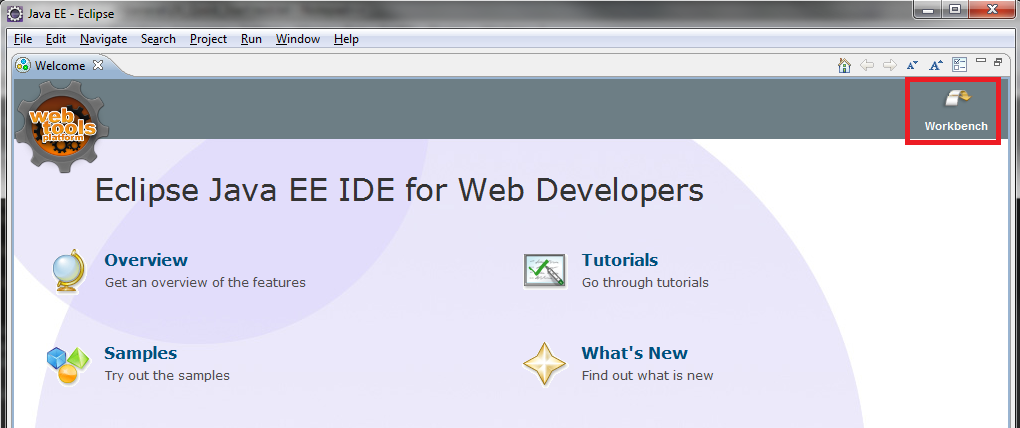 Java EE - Eclipse
File Edit Navigate Search Project Run Window Help
Welcome
web
tools
platform
Workbench
Eclipse Java EE IDE for Web Developers
Overview
Get an overview of the features
Tutorials
Go through tutorials
Samples
Try out the samples
What's New
Find out what is new